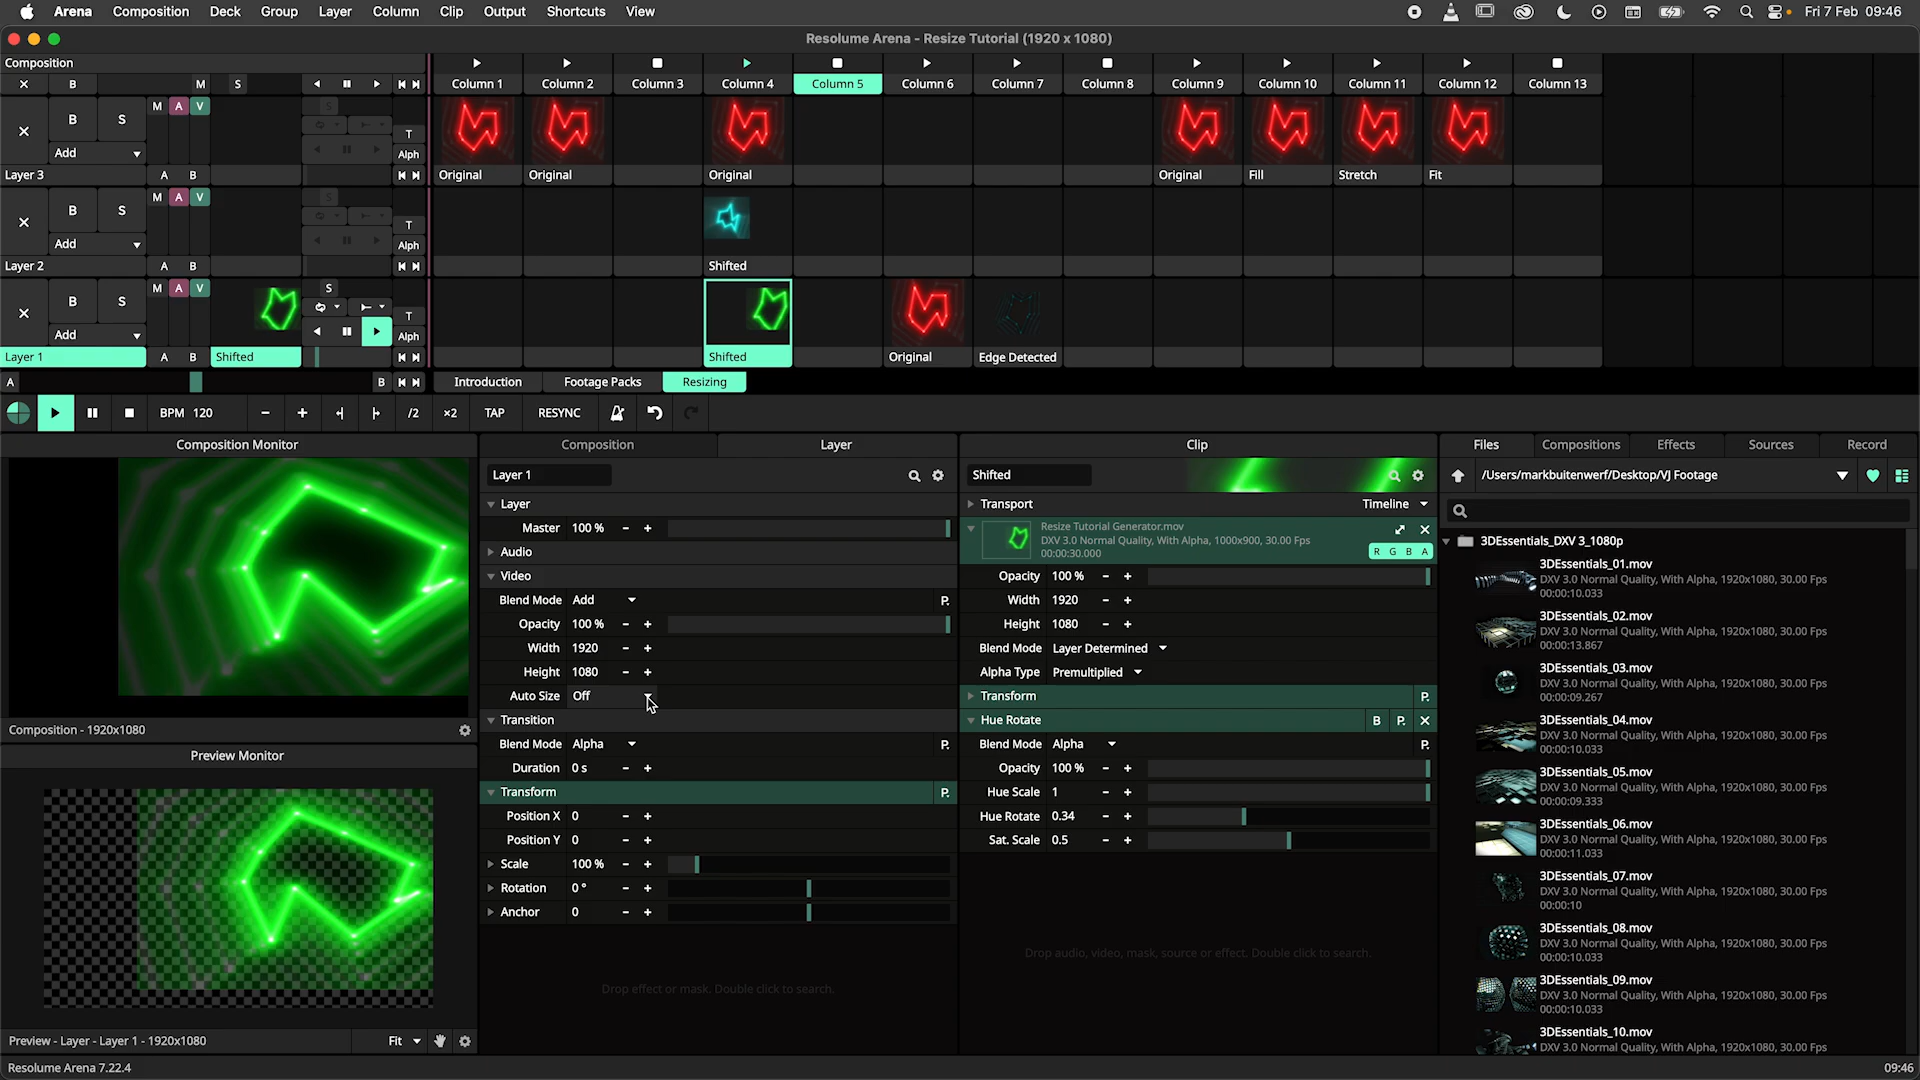 Arena Composition Deck Group Layer Column Clip Output Shortcuts View Fri 7 Feb 09:46
Resolume Arena - Resize Tutorial (1920 x 1080)
Composition
B M S Column 1 Column 2 Column 3 Column 4 Column 5 Column 6 Column 7 Column 8 Column 9 Column 10 Column 11 Column 12 Column 13
M A V S
B S
T
Add Alph
Layer 3 A B Original Original Original Original Fill Stretch Fit
M A V S
B S
T
Add Alph
Layer 2 A B Shifted
M A V S
B S
T
Add Alph
Layer 1 A B Shifted Shifted Original Edge Detected
A B Introduction Footage Packs Resizing
BPM 120 - + /2 ×2 TAP RESYNC
Composition Monitor Composition Layer Clip Files Compositions Effects Sources Record
Layer 1 Shifted /Users/markbuitenwerf/Desktop/VJ Footage
Layer Transport Timeline
Master 100 % - +
Resize Tutorial Generator.mov
DXV 3.0 Normal Quality, With Alpha, 1000x900, 30.00 Fps
00:00:30.000
R G B A
Audio
Video
Blend Mode Add P.
Opacity 100 % - +
Width 1920 - +
Height 1080 - +
Auto Size Off
Transition
Blend Mode Alpha P.
Duration 0 s - +
Transform P.
Position X 0 - +
Position Y 0 - +
Scale 100 % - +
Rotation 0 ° - +
Anchor 0 - +
Drop effect or mask. Double click to search.
Opacity 100 % - +
Width 1920 - +
Height 1080 - +
Blend Mode Layer Determined
Alpha Type Premultiplied
Transform P.
Hue Rotate B P.
Blend Mode Alpha P.
Opacity 100 % - +
Hue Scale 1 - +
Hue Rotate 0.34 - +
Sat. Scale 0.5 - +
Drop audio, video, mask, source or effect. Double click to search.
3DEssentials_DXV 3_1080p
3DEssentials_01.mov
DXV 3.0 Normal Quality, With Alpha, 1920x1080, 30.00 Fps
00:00:10.033
3DEssentials_02.mov
DXV 3.0 Normal Quality, With Alpha, 1920x1080, 30.00 Fps
00:00:13.867
3DEssentials_03.mov
DXV 3.0 Normal Quality, With Alpha, 1920x1080, 30.00 Fps
00:00:09.267
3DEssentials_04.mov
DXV 3.0 Normal Quality, With Alpha, 1920x1080, 30.00 Fps
00:00:10.033
3DEssentials_05.mov
DXV 3.0 Normal Quality, With Alpha, 1920x1080, 30.00 Fps
00:00:09.333
3DEssentials_06.mov
DXV 3.0 Normal Quality, With Alpha, 1920x1080, 30.00 Fps
00:00:11.033
3DEssentials_07.mov
DXV 3.0 Normal Quality, With Alpha, 1920x1080, 30.00 Fps
00:00:10
3DEssentials_08.mov
DXV 3.0 Normal Quality, With Alpha, 1920x1080, 30.00 Fps
00:00:10.033
3DEssentials_09.mov
DXV 3.0 Normal Quality, With Alpha, 1920x1080, 30.00 Fps
00:00:10.033
3DEssentials_10.mov
DXV 3.0 Normal Quality, With Alpha, 1920x1080, 30.00 Fps
Composition - 1920x1080
Preview Monitor
Preview - Layer - Layer 1 - 1920x1080 Fit
Resolume Arena 7.22.4 09:46